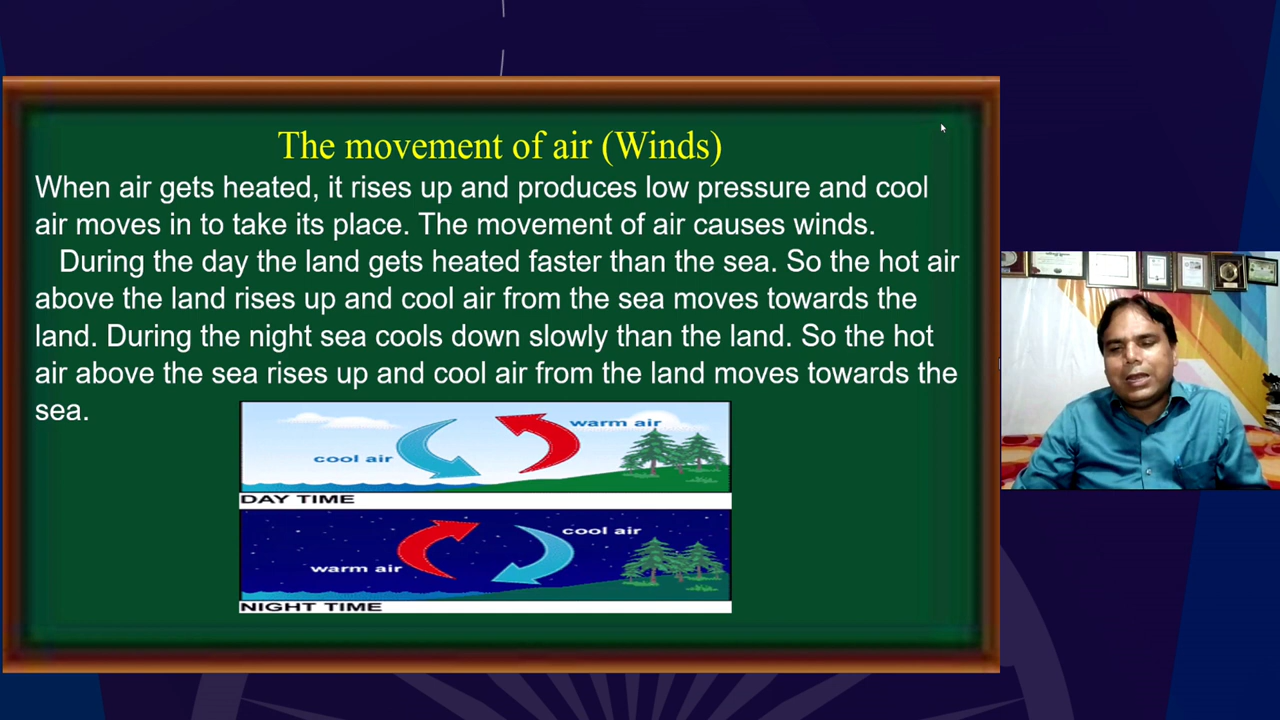 The movement of air (Winds)
When air gets heated, it rises up and produces low pressure and cool
air moves in to take its place. The movement of air causes winds.
During the day the land gets heated faster than the sea. So the hot air
above the land rises up and cool air from the sea moves towards the
land. During the night sea cools down slowly than the land. So the hot
air above the sea rises up and cool air from the land moves towards the
sea.
warm air
cool air
DAY TIME
cool air
warm air
NIGHT TIME